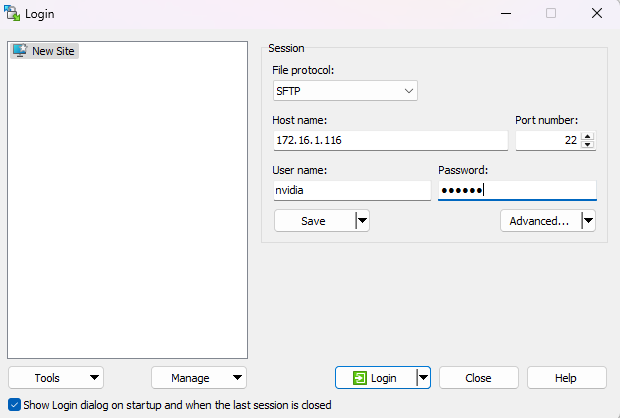 Login
New Site
Session
File protocol:
SFTP
Host name: Port number:
172.16.1.116 22
User name: Password:
nvidia ●●●●●●
Save Advanced...
Tools Manage Login Close Help
Show Login dialog on startup and when the last session is closed